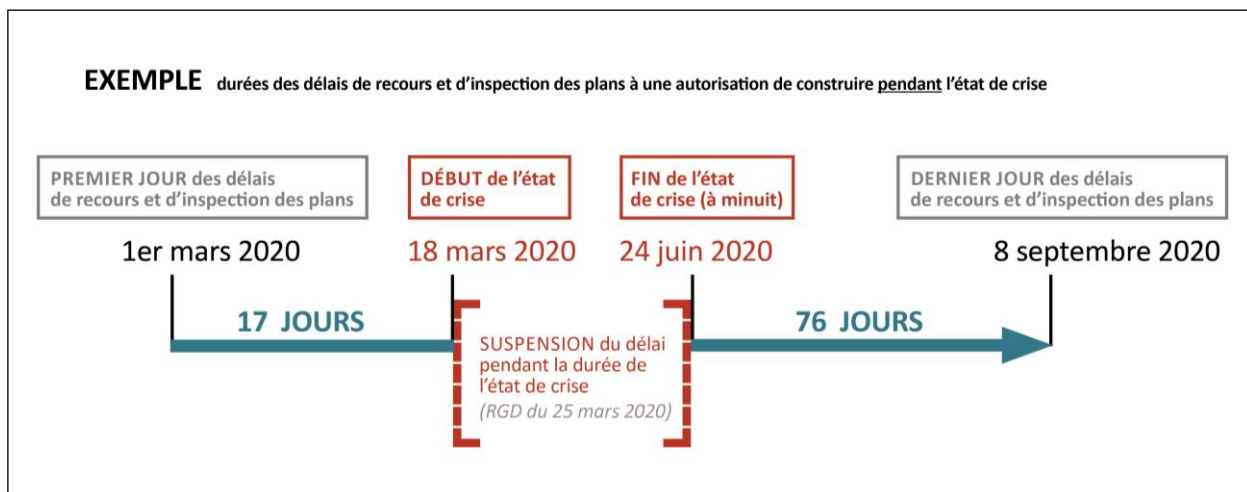 EXEMPLE durées des délais de recours et d’inspection des plans à une autorisation de construire pendant l’état de crise
PREMIER JOUR des délais
de recours et d’inspection des plans
DÉBUT de l’état
de crise
FIN de l’état
de crise (à minuit)
DERNIER JOUR des délais
de recours et d’inspection des plans
1er mars 2020
18 mars 2020
24 juin 2020
8 septembre 2020
17 JOURS
76 JOURS
SUSPENSION du délai
pendant la durée de
l’état de crise
(RGD du 25 mars 2020)